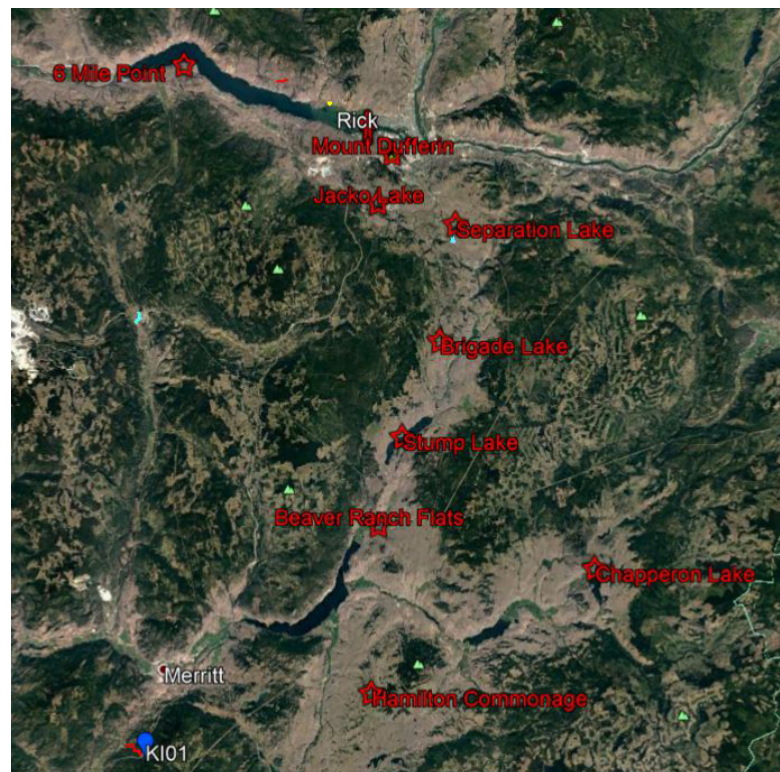 6 Mile Point
Rick
Mount Dufferin
Jacko Lake
Separation Lake
Brigade Lake
Stump Lake
Beaver Ranch Flats
Chapperon Lake
Merritt
Hamilton Commonage
KI01